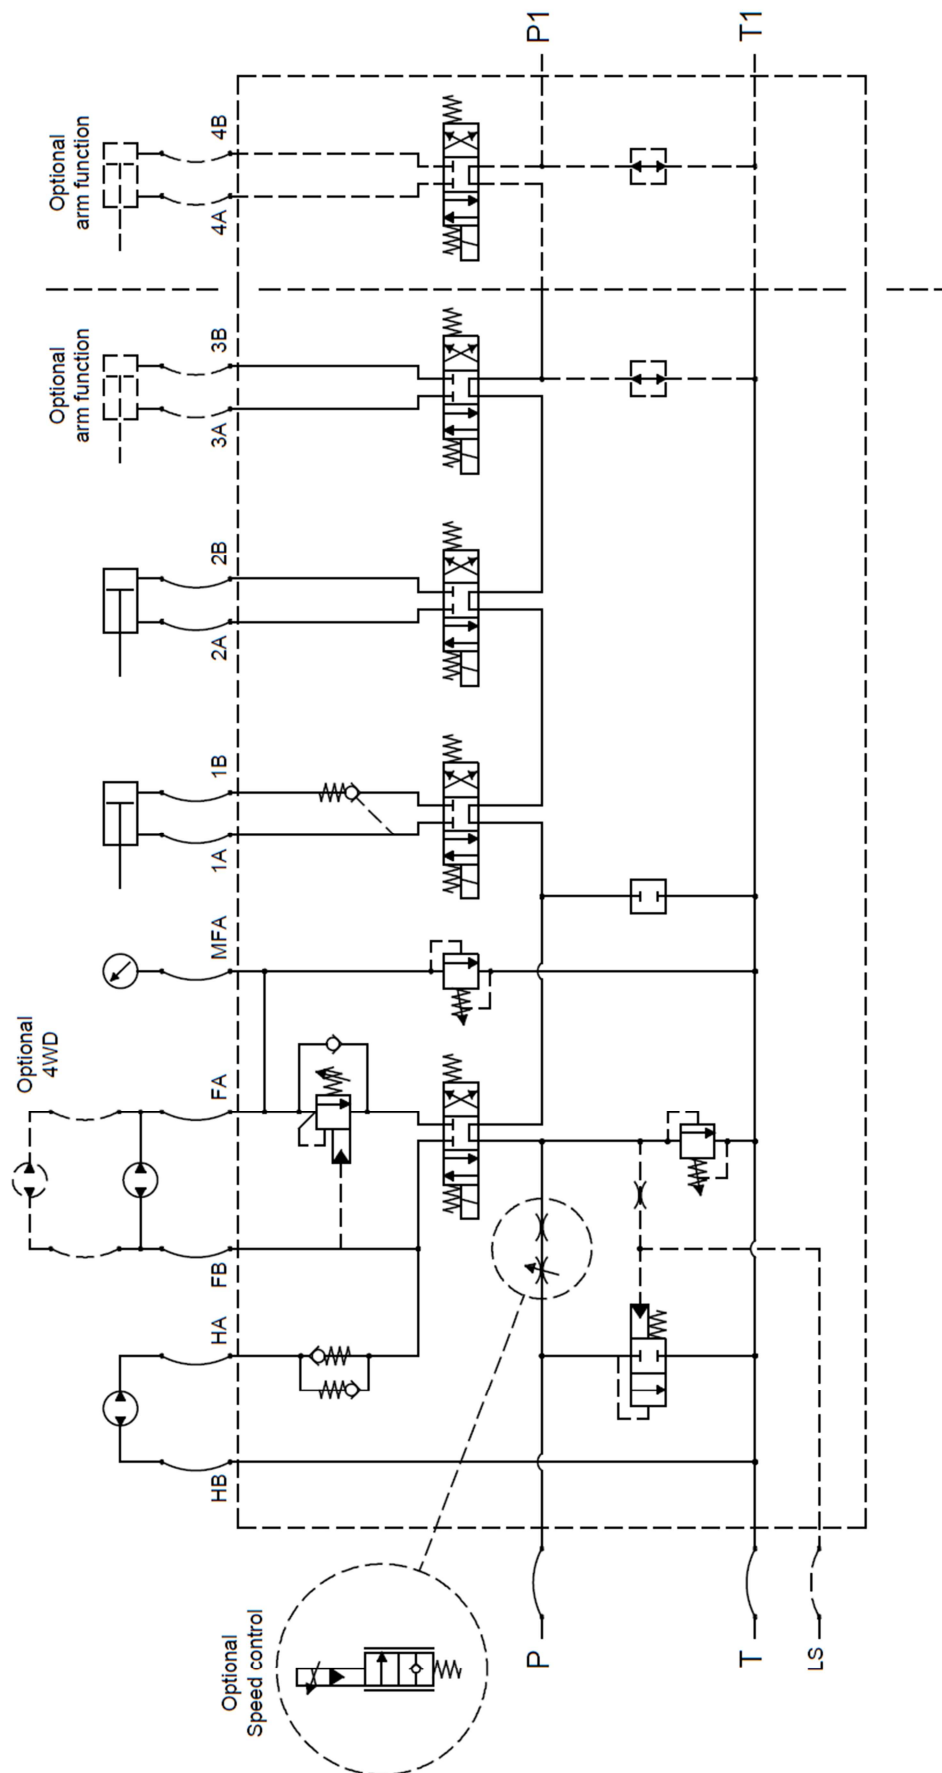 P1
T1
Optional
arm function
4B
4A
Optional
arm function
3B
3A
2B
2A
1B
1A
MFA
Optional
4WD
FA
FB
HA
HB
Optional
Speed control
P
T
LS